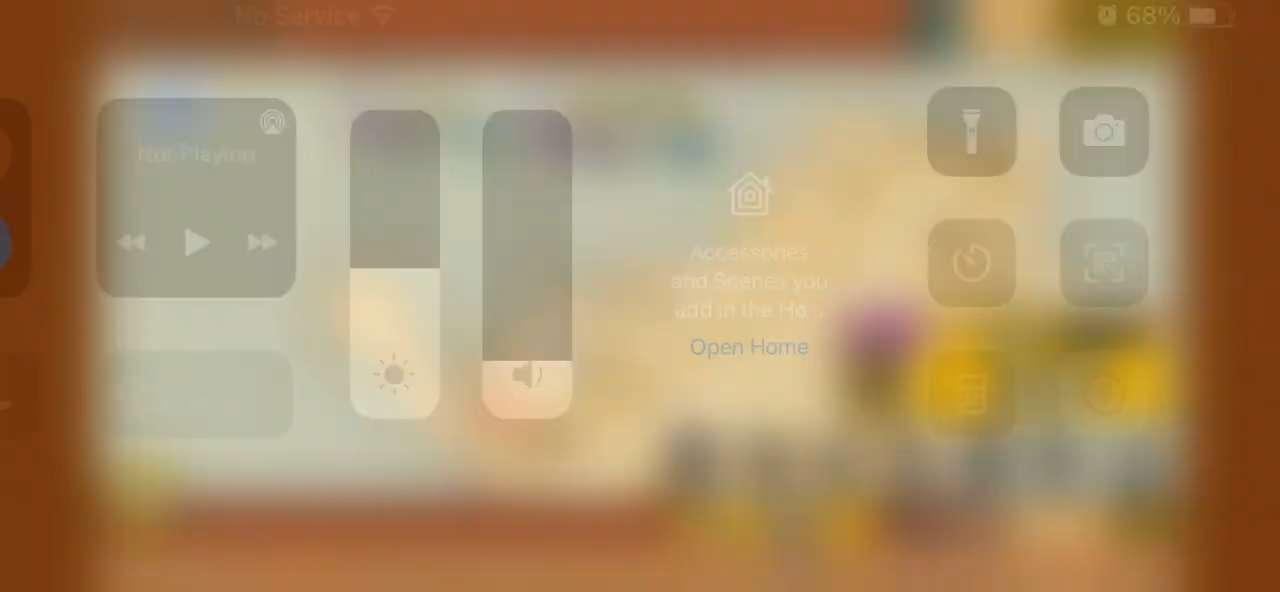 No Service
68%
Not Playing
Accessories
and Scenes you
add in the Ho...
Open Home